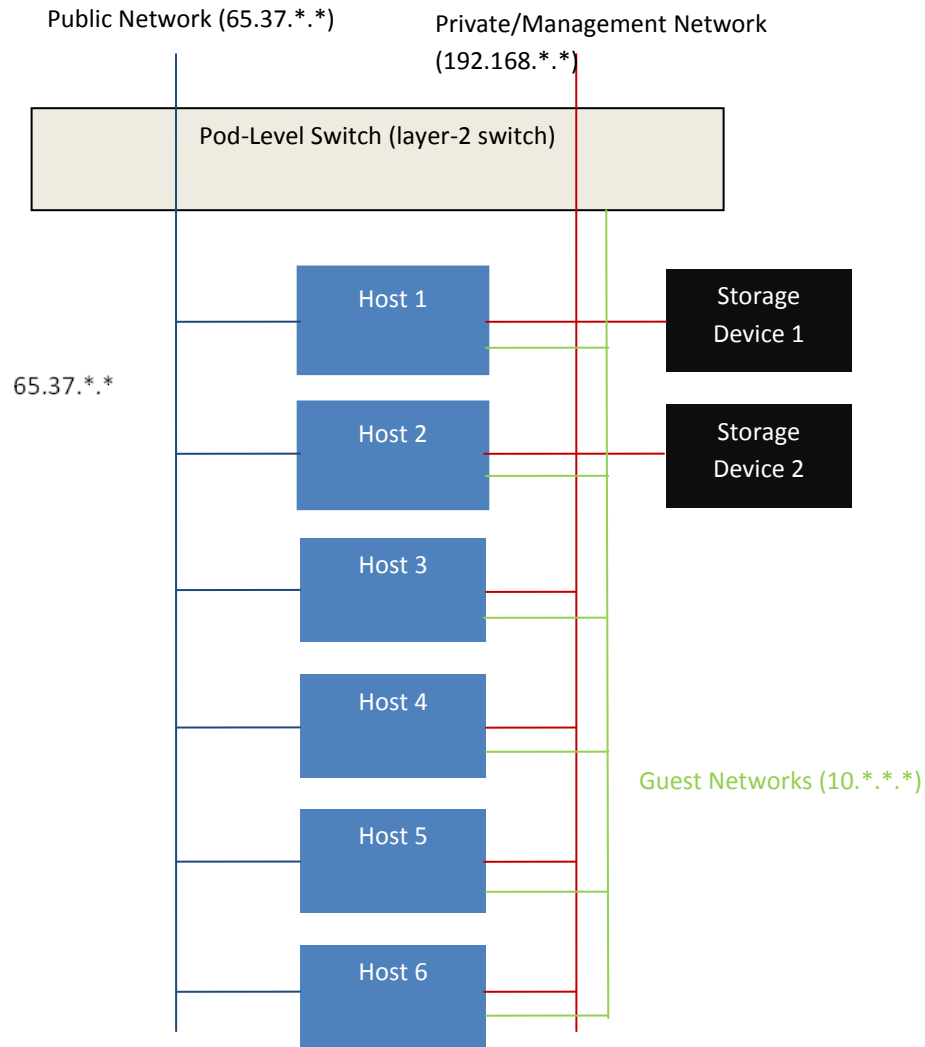 Public Network (65.37.*.*)
Private/Management Network
(192.168.*.*)
Pod-Level Switch (layer-2 switch)
Host 1
Storage
Device 1
65.37.*.*
Host 2
Storage
Device 2
Host 3
Host 4
Guest Networks (10.*.*.*)
Host 5
Host 6